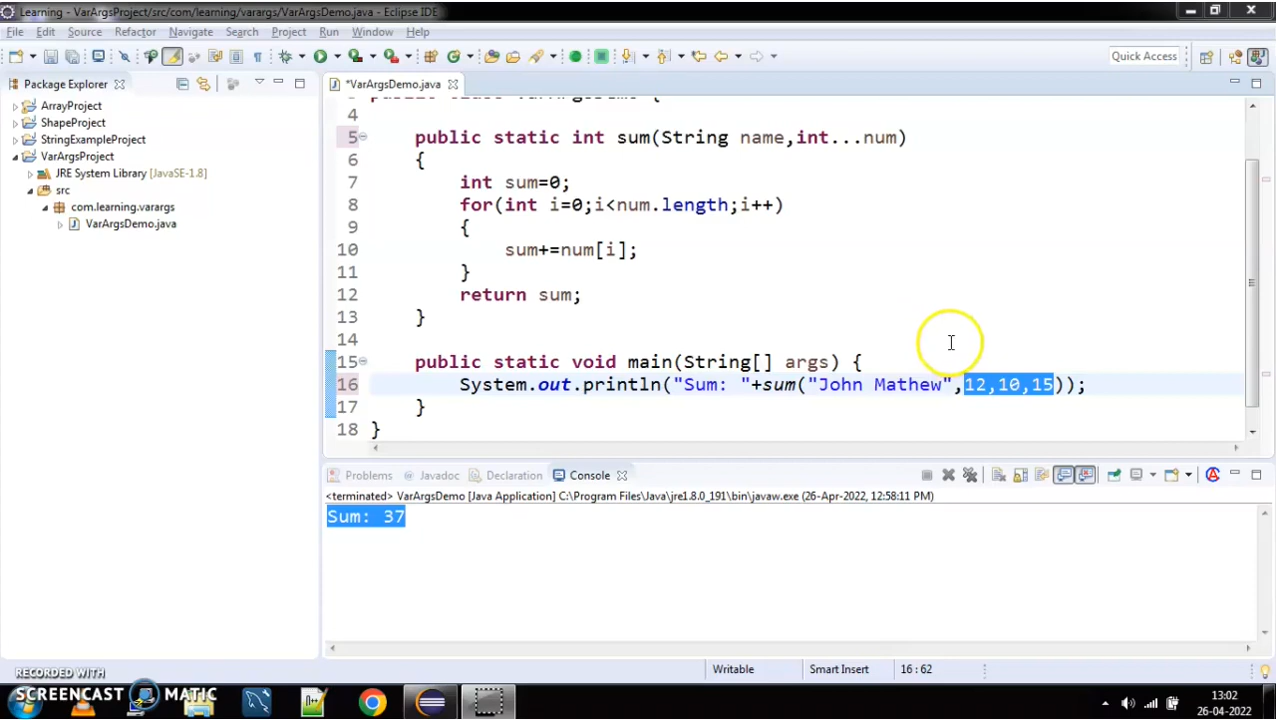 Learning - VarArgsProject/src/com/learning/varargs/VarArgsDemo.java - Eclipse IDE
File Edit Source Refactor Navigate Search Project Run Window Help
Quick Access
Package Explorer
ArrayProject
ShapeProject
StringExampleProject
VarArgsProject
JRE System Library [JavaSE-1.8]
src
com.learning.varargs
VarArgsDemo.java
*VarArgsDemo.java
4
5 public static int sum(String name,int...num)
6 {
7 int sum=0;
8 for(int i=0;i<num.length;i++)
9 {
10 sum+=num[i];
11 }
12 return sum;
13 }
14
15 public static void main(String[] args) {
16 System.out.println("Sum: "+sum("John Mathew",12,10,15));
17 }
18 }
Problems Javadoc Declaration Console
<terminated> VarArgsDemo [Java Application] C:\Program Files\Java\jre1.8.0_191\bin\javaw.exe (26-Apr-2022, 12:58:11 PM)
Sum: 37
Writable Smart Insert 16 : 62
RECORDED WITH
SCREENCAST MATIC
13:02
26-04-2022